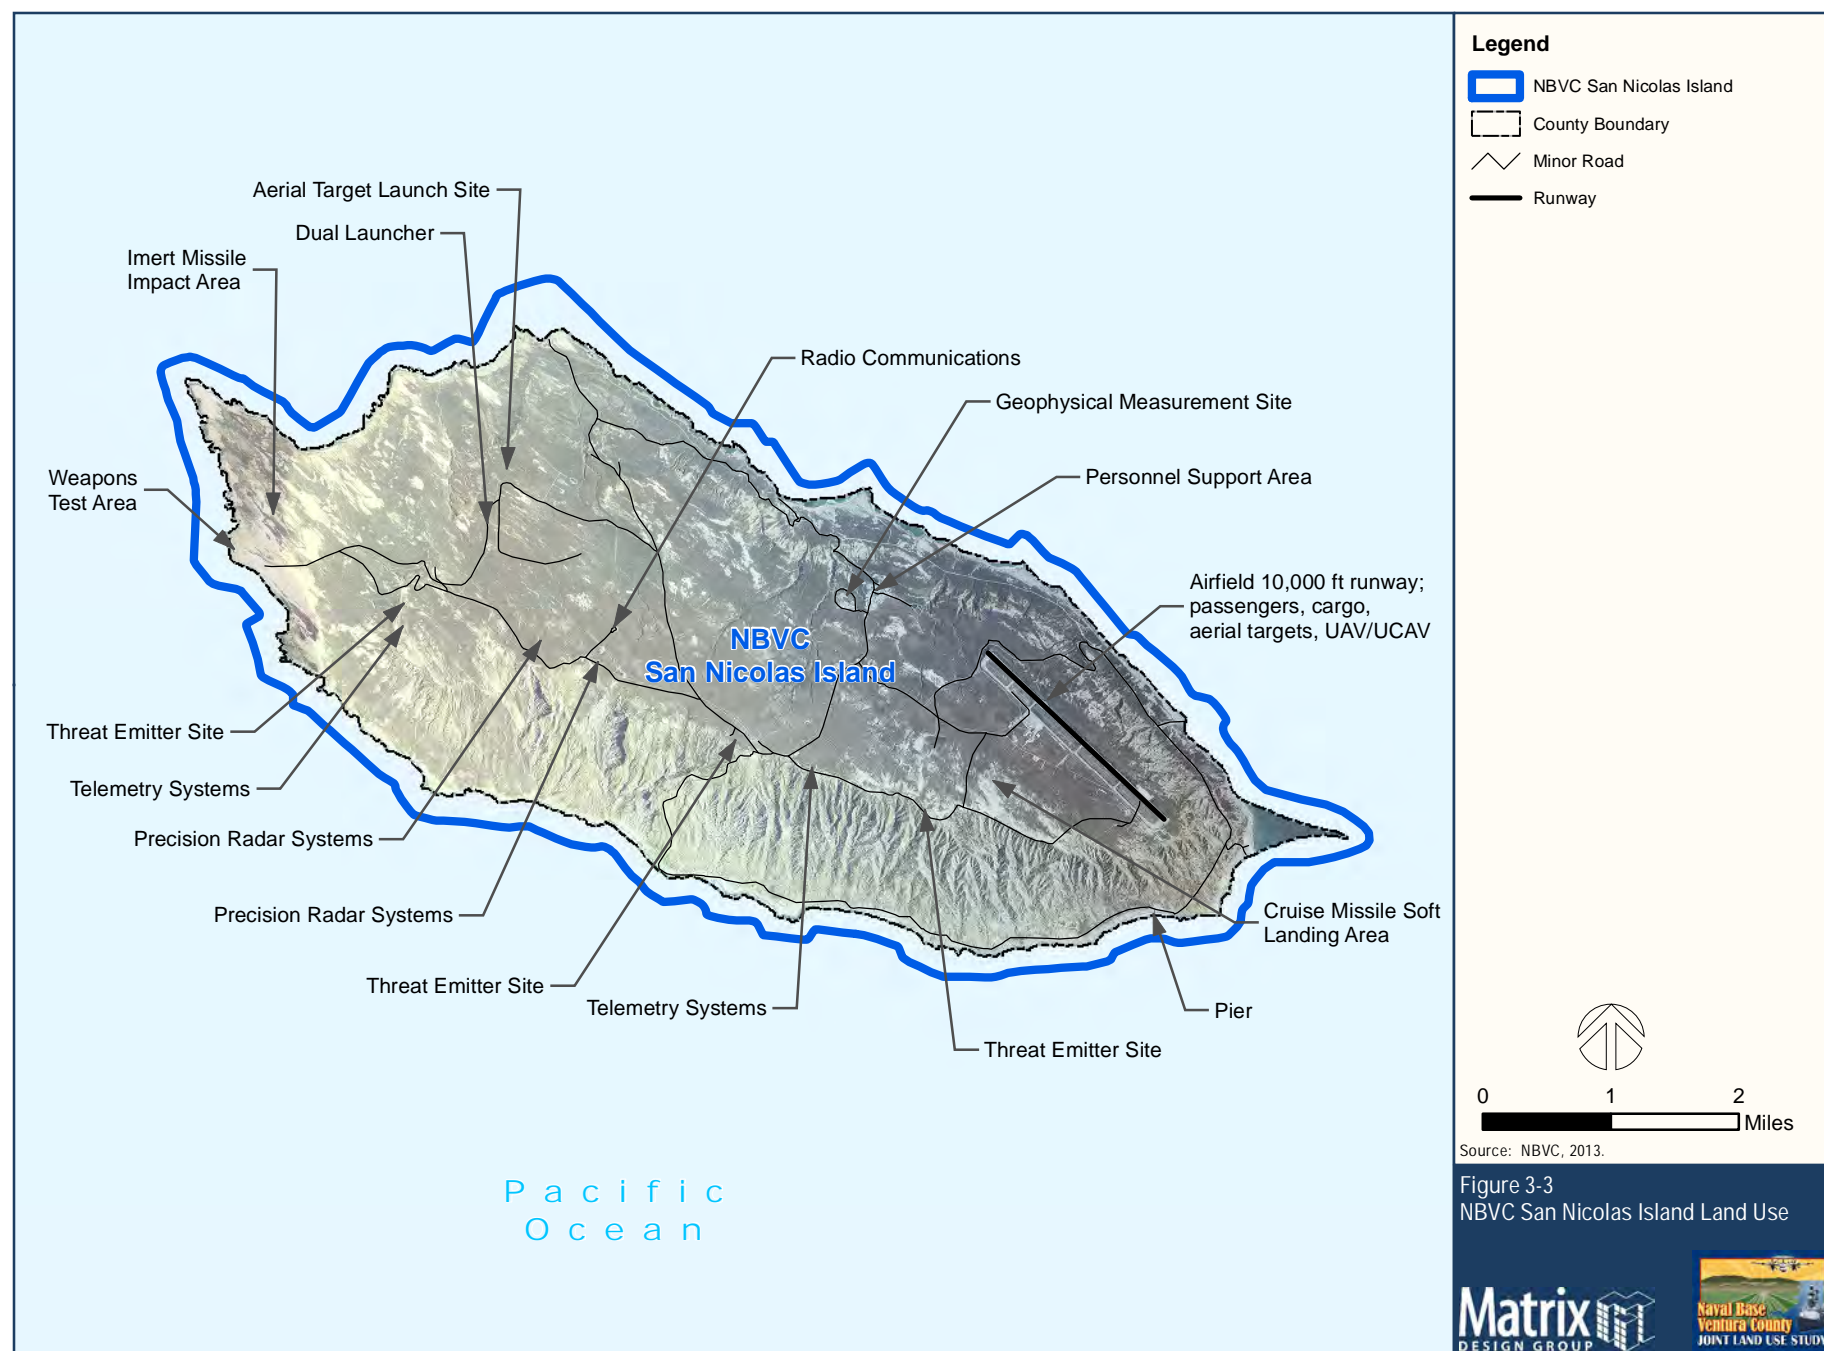 Legend
NBVC San Nicolas Island
County Boundary
Minor Road
Runway
Aerial Target Launch Site
Dual Launcher
Imert Missile
Impact Area
Radio Communications
Geophysical Measurement Site
Weapons
Test Area
Personnel Support Area
Airfield 10,000 ft runway;
passengers, cargo,
aerial targets, UAV/UCAV
NBVC
San Nicolas Island
Threat Emitter Site
Telemetry Systems
Precision Radar Systems
Precision Radar Systems
Cruise Missile Soft
Landing Area
Threat Emitter Site
Telemetry Systems
Pier
Threat Emitter Site
Pacific
Ocean
0 1 2
Miles
Source: NBVC, 2013.
Figure 3-3
NBVC San Nicolas Island Land Use
Matrix
DESIGN GROUP
Naval Base
Ventura County
JOINT LAND USE STUDY